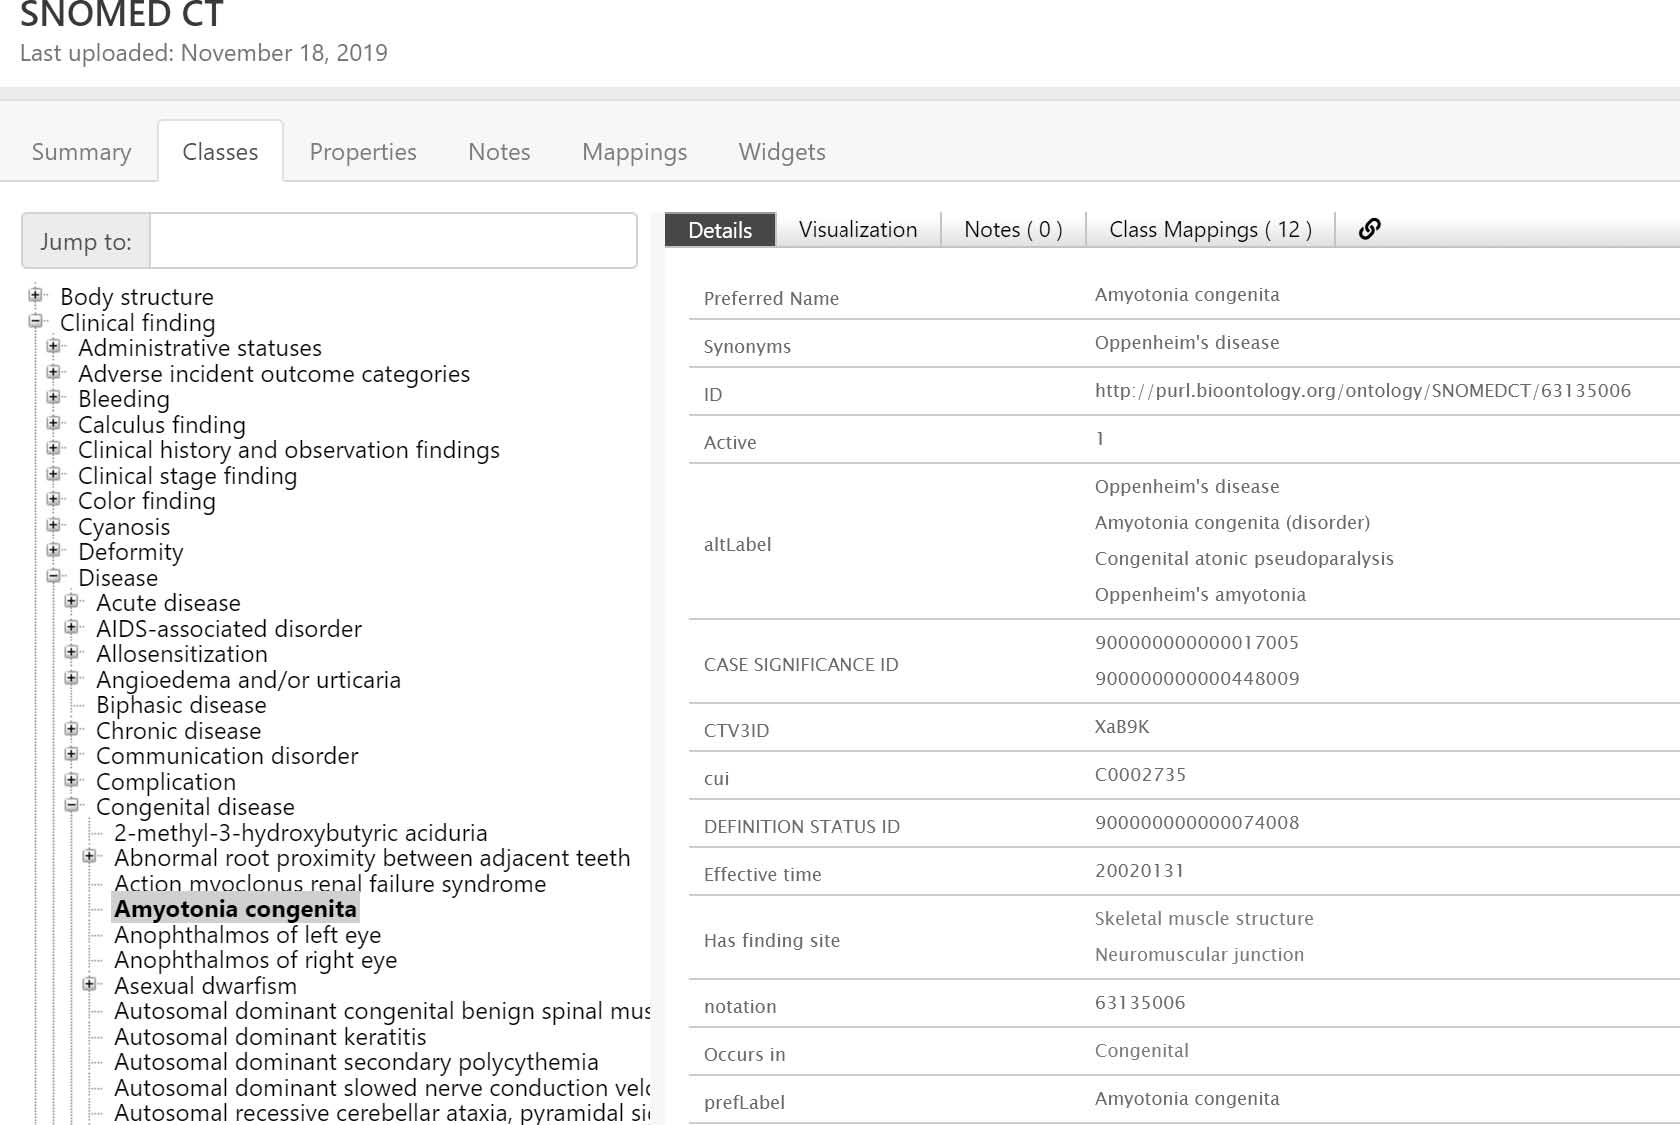 SNOMED CT
Last uploaded: November 18, 2019
Summary
Classes
Properties
Notes
Mappings
Widgets
Jump to:
Body structure
Clinical finding
Administrative statuses
Adverse incident outcome categories
Bleeding
Calculus finding
Clinical history and observation findings
Clinical stage finding
Color finding
Cyanosis
Deformity
Disease
Acute disease
AIDS-associated disorder
Allosensitization
Angioedema and/or urticaria
Biphasic disease
Chronic disease
Communication disorder
Complication
Congenital disease
2-methyl-3-hydroxybutyric aciduria
Abnormal root proximity between adjacent teeth
Action myoclonus renal failure syndrome
Amyotonia congenita
Anophthalmos of left eye
Anophthalmos of right eye
Asexual dwarfism
Autosomal dominant congenital benign spinal mus
Autosomal dominant keratitis
Autosomal dominant secondary polycythemia
Autosomal dominant slowed nerve conduction velo
Autosomal recessive cerebellar ataxia, pyramidal si
Details
Visualization
Notes ( 0 )
Class Mappings ( 12 )
Preferred Name Amyotonia congenita
Synonyms Oppenheim's disease
ID http://purl.bioontology.org/ontology/SNOMEDCT/63135006
Active 1
altLabel
Oppenheim's disease
Amyotonia congenita (disorder)
Congenital atonic pseudoparalysis
Oppenheim's amyotonia
CASE SIGNIFICANCE ID
900000000000017005
900000000000448009
CTV3ID XaB9K
cui C0002735
DEFINITION STATUS ID 900000000000074008
Effective time 20020131
Has finding site
Skeletal muscle structure
Neuromuscular junction
notation 63135006
Occurs in Congenital
prefLabel Amyotonia congenita